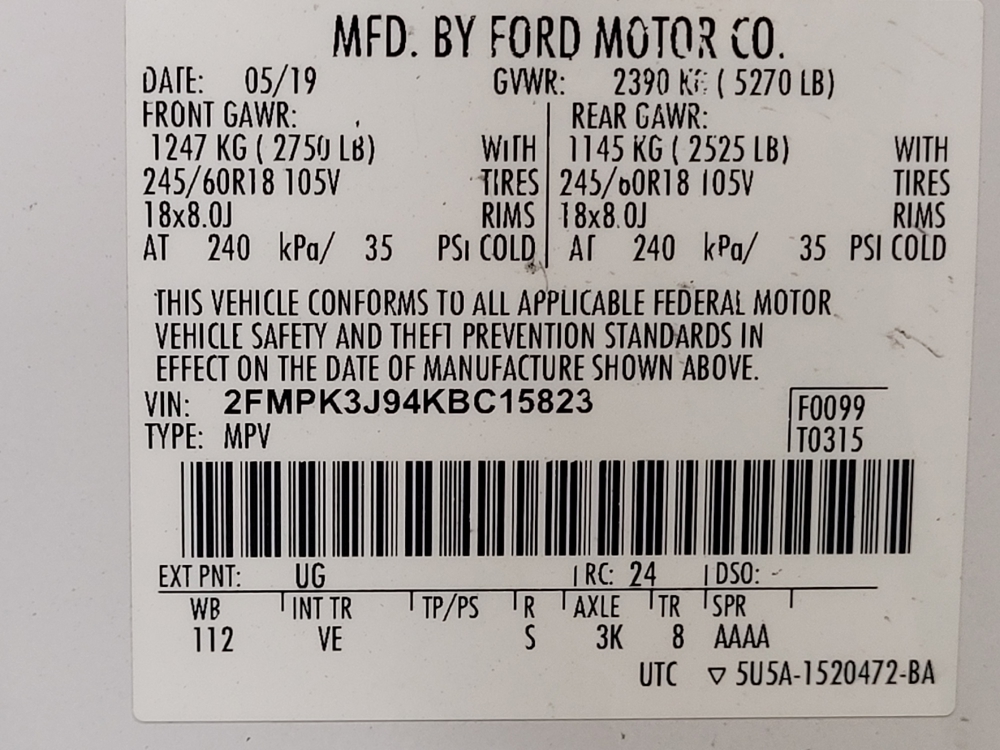 MFD. BY FORD MOTOR CO.
DATE: 05/19 GVWR: 2390 KG ( 5270 LB)
FRONT GAWR: REAR GAWR:
1247 KG ( 2750 LB) WITH 1145 KG ( 2525 LB) WITH
245/60R18 105V TIRES 245/60R18 105V TIRES
18x8.0J RIMS 18x8.0J RIMS
AT 240 kPa/ 35 PSI COLD AT 240 kPa/ 35 PSI COLD
THIS VEHICLE CONFORMS TO ALL APPLICABLE FEDERAL MOTOR
VEHICLE SAFETY AND THEFT PREVENTION STANDARDS IN
EFFECT ON THE DATE OF MANUFACTURE SHOWN ABOVE.
VIN: 2FMPK3J94KBC15823 F0099
TYPE: MPV T0315
EXT PNT: UG RC: 24 DSO:
WB INT TR TP/PS R AXLE TR SPR
112 VE S 3K 8 AAAA
UTC ▽ 5U5A-1520472-BA